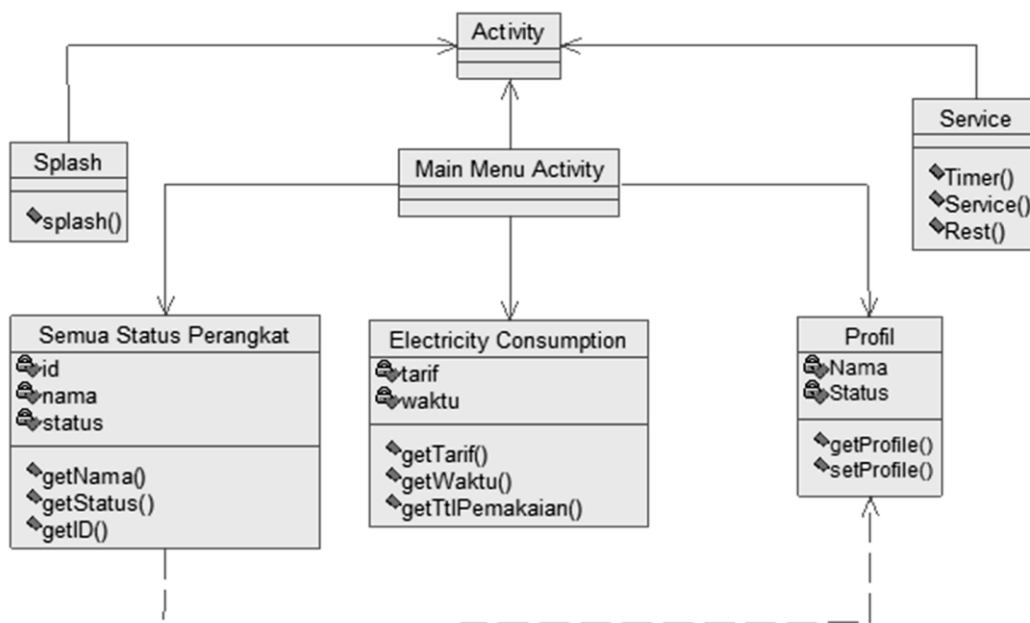 Activity
Splash
splash()
Main Menu Activity
Service
Timer()
Service()
Rest()
Semua Status Perangkat
id
nama
status
getNama()
getStatus()
getID()
Electricity Consumption
tarif
waktu
getTarif()
getWaktu()
getTtlPemakaian()
Profil
Nama
Status
getProfile()
setProfile()